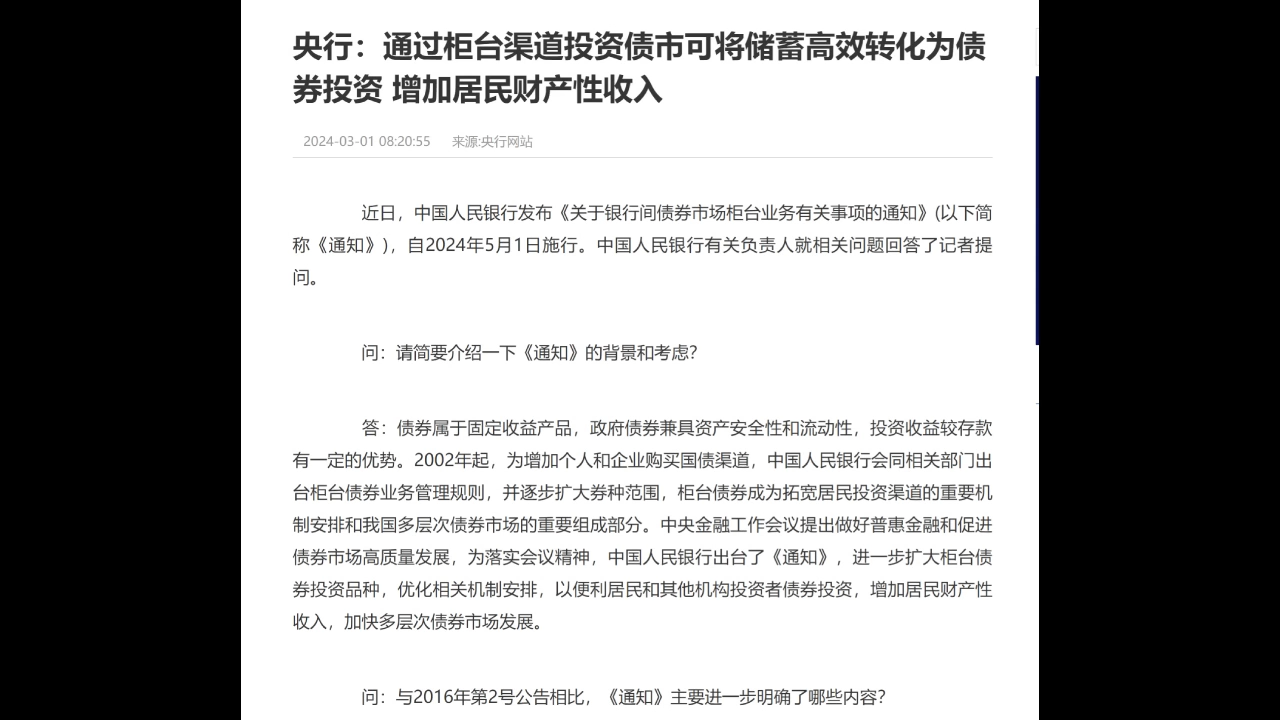 央行：通过柜台渠道投资债市可将储蓄高效转化为债
券投资 增加居民财产性收入
2024-03-01 08:20:55 来源:央行网站
近日，中国人民银行发布《关于银行间债券市场柜台业务有关事项的通知》(以下简
称《通知》)，自2024年5月1日施行。中国人民银行有关负责人就相关问题回答了记者提
问。
问：请简要介绍一下《通知》的背景和考虑？
答：债券属于固定收益产品，政府债券兼具资产安全性和流动性，投资收益较存款
有一定的优势。2002年起，为增加个人和企业购买国债渠道，中国人民银行会同相关部门出
台柜台债券业务管理规则，并逐步扩大券种范围，柜台债券成为拓宽居民投资渠道的重要机
制安排和我国多层次债券市场的重要组成部分。中央金融工作会议提出做好普惠金融和促进
债券市场高质量发展，为落实会议精神，中国人民银行出台了《通知》，进一步扩大柜台债
券投资品种，优化相关机制安排，以便利居民和其他机构投资者债券投资，增加居民财产性
收入，加快多层次债券市场发展。
问：与2016年第2号公告相比，《通知》主要进一步明确了哪些内容？